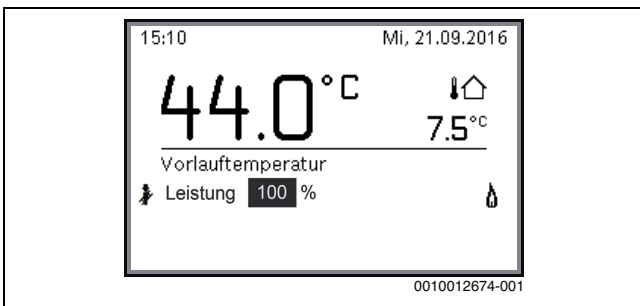 15:10 Mi, 21.09.2016
44.0°C
7.5°C
Vorlauftemperatur
Leistung 100 %
0010012674-001